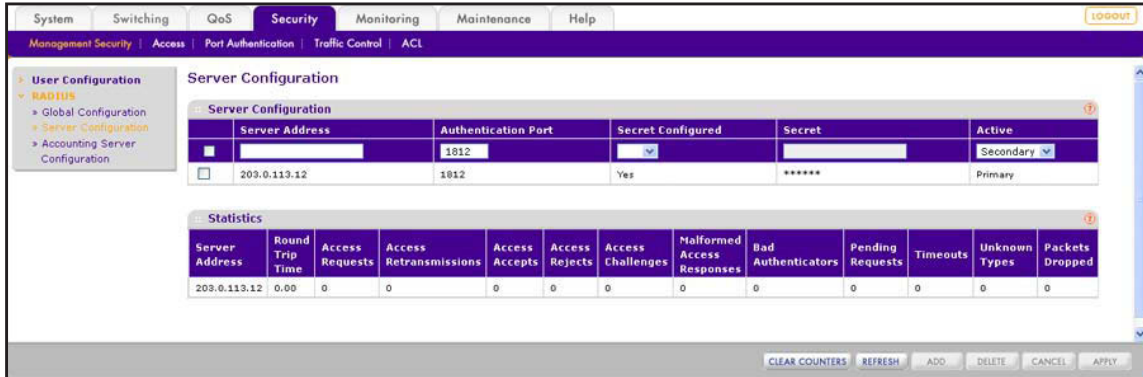 System Switching QoS Security Monitoring Maintenance Help LOGOUT
Management Security | Access | Port Authentication | Traffic Control | ACL
User Configuration
RADIUS
» Global Configuration
» Server Configuration
» Accounting Server
Configuration
Server Configuration
Server Configuration
Server Address Authentication Port Secret Configured Secret Active
1812 Secondary
203.0.113.12 1812 Yes ****** Primary
Statistics
Server Address Round Trip Time Access Requests Access Retransmissions Access Accepts Access Rejects Access Challenges Malformed Access Responses Bad Authenticators Pending Requests Timeouts Unknown Types Packets Dropped
203.0.113.12 0.00 0 0 0 0 0 0 0 0 0 0 0
CLEAR COUNTERS REFRESH ADD DELETE CANCEL APPLY